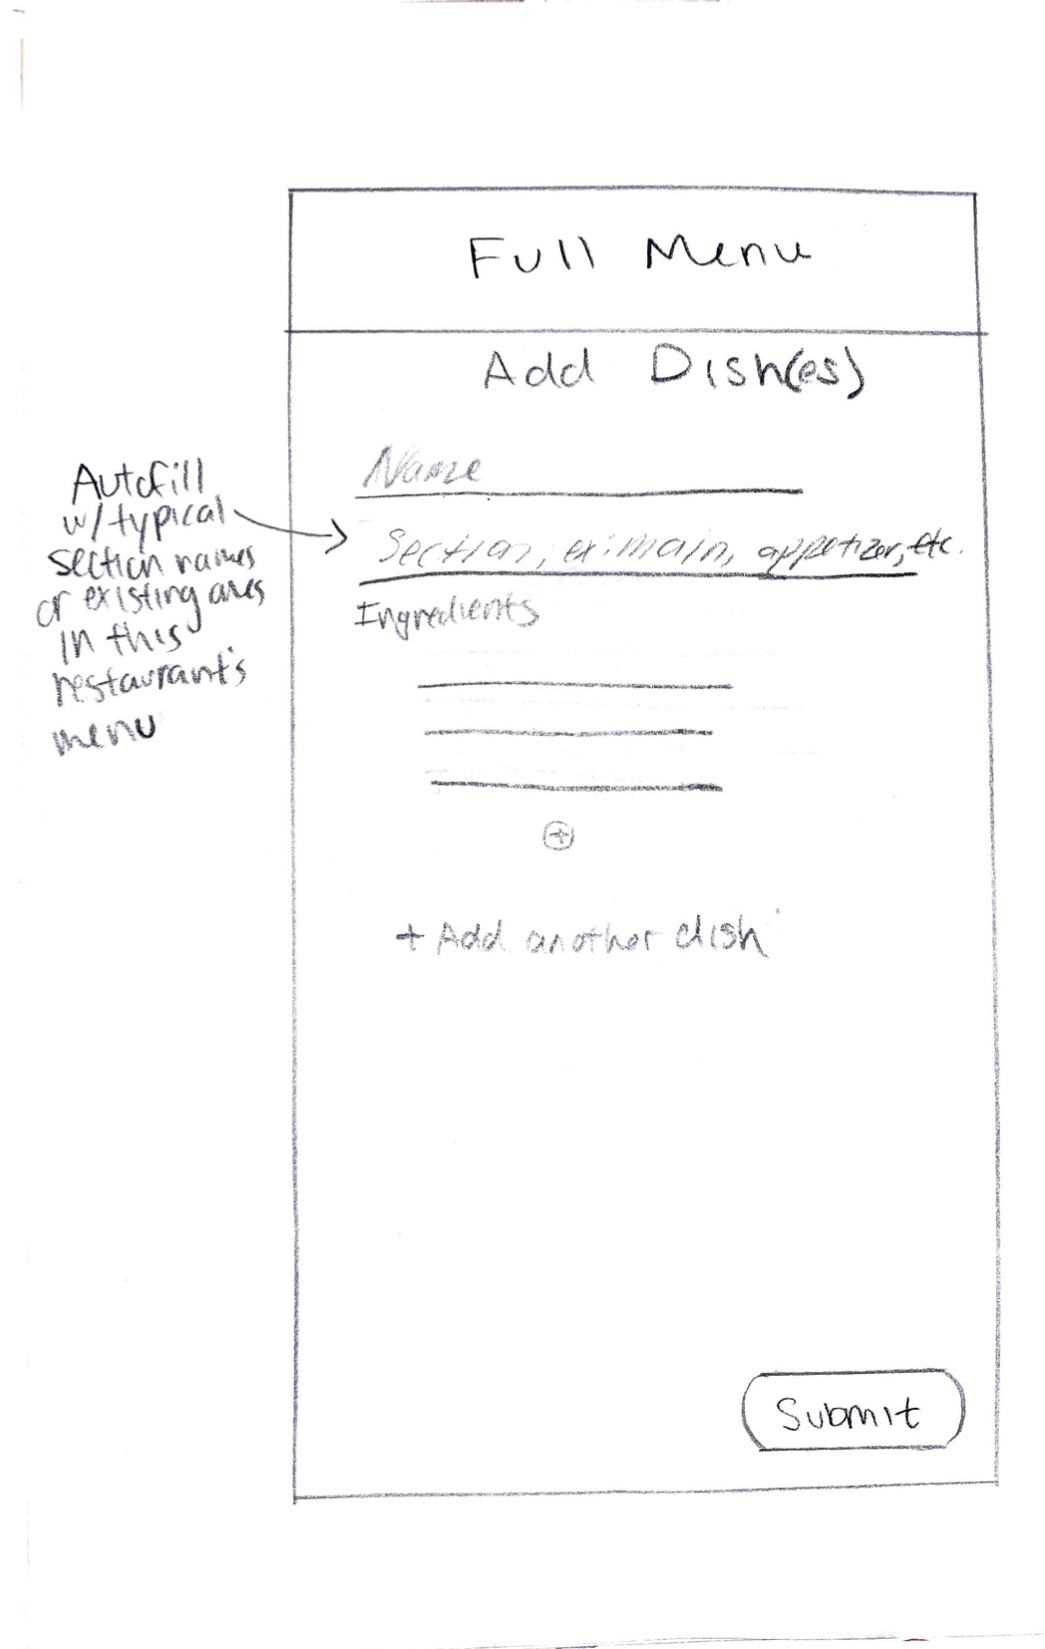 Full Menu
Add Dish(es)
Name
Section, ex: main, appetizer, etc.
Ingredients
+
+ Add another dish
Submit
Autofill
w/ typical
section names
or existing ones
in this
restaurant's
menu